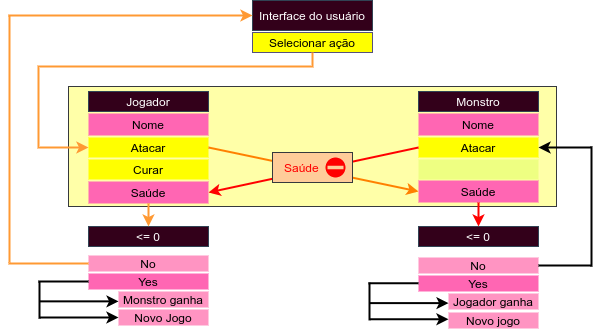 Interface do usuário
Selecionar ação
Jogador
Nome
Atacar
Curar
Saúde
Saúde
Monstro
Nome
Atacar
Saúde
<= 0
No
Yes
Monstro ganha
Novo Jogo
<= 0
No
Yes
Jogador ganha
Novo jogo